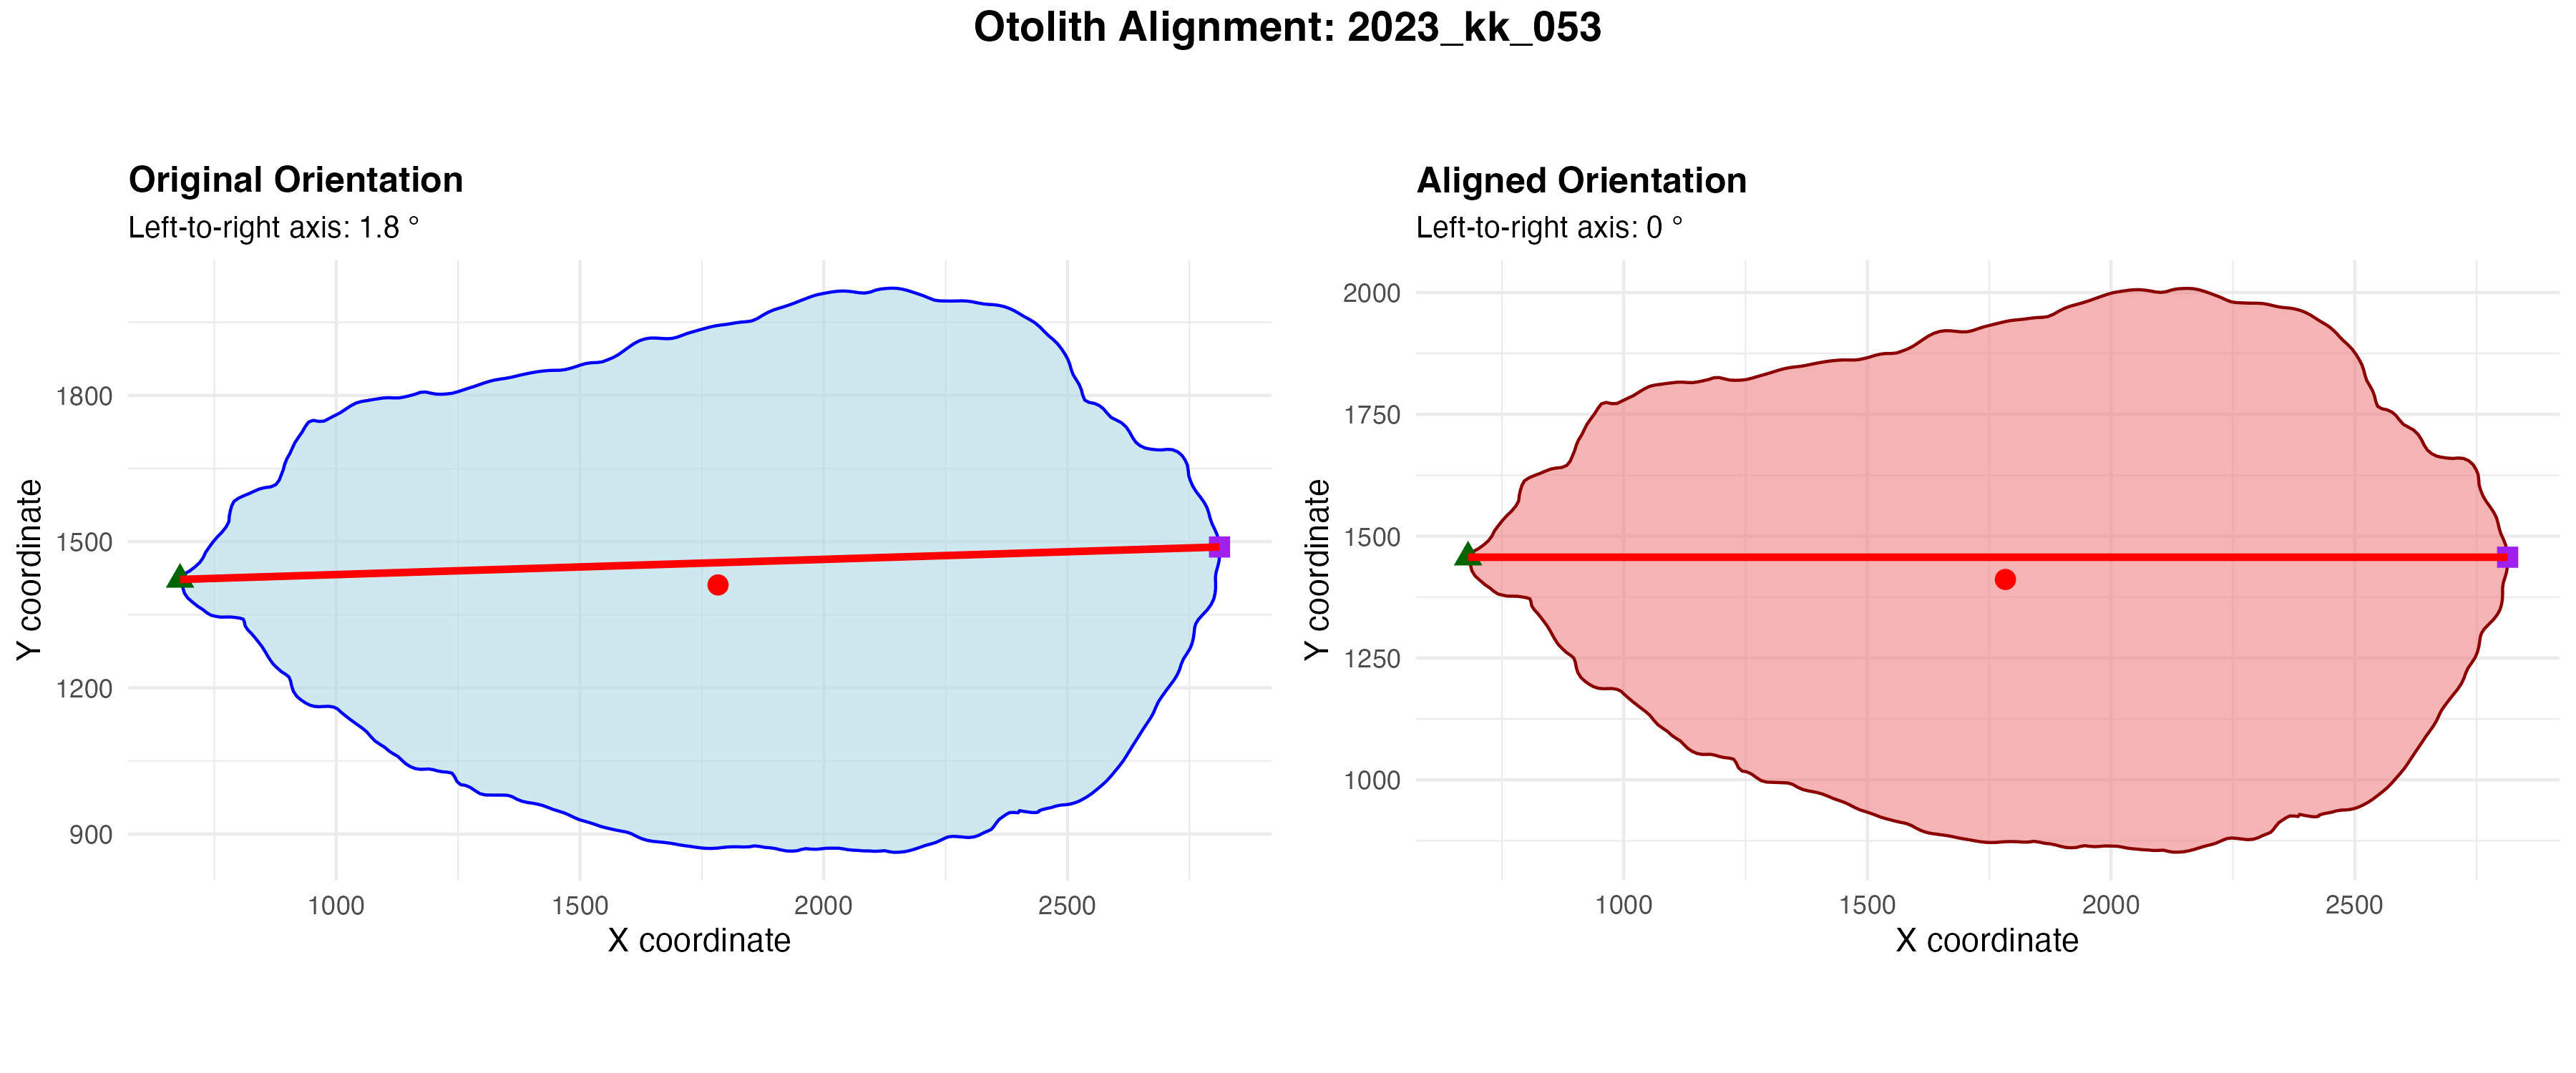 Otolith Alignment: 2023_kk_053
Original Orientation
Left-to-right axis: 1.8 °
Y coordinate
1800
1500
1200
900
1000 1500 2000 2500
X coordinate
Aligned Orientation
Left-to-right axis: 0 °
Y coordinate
2000
1750
1500
1250
1000
1000 1500 2000 2500
X coordinate